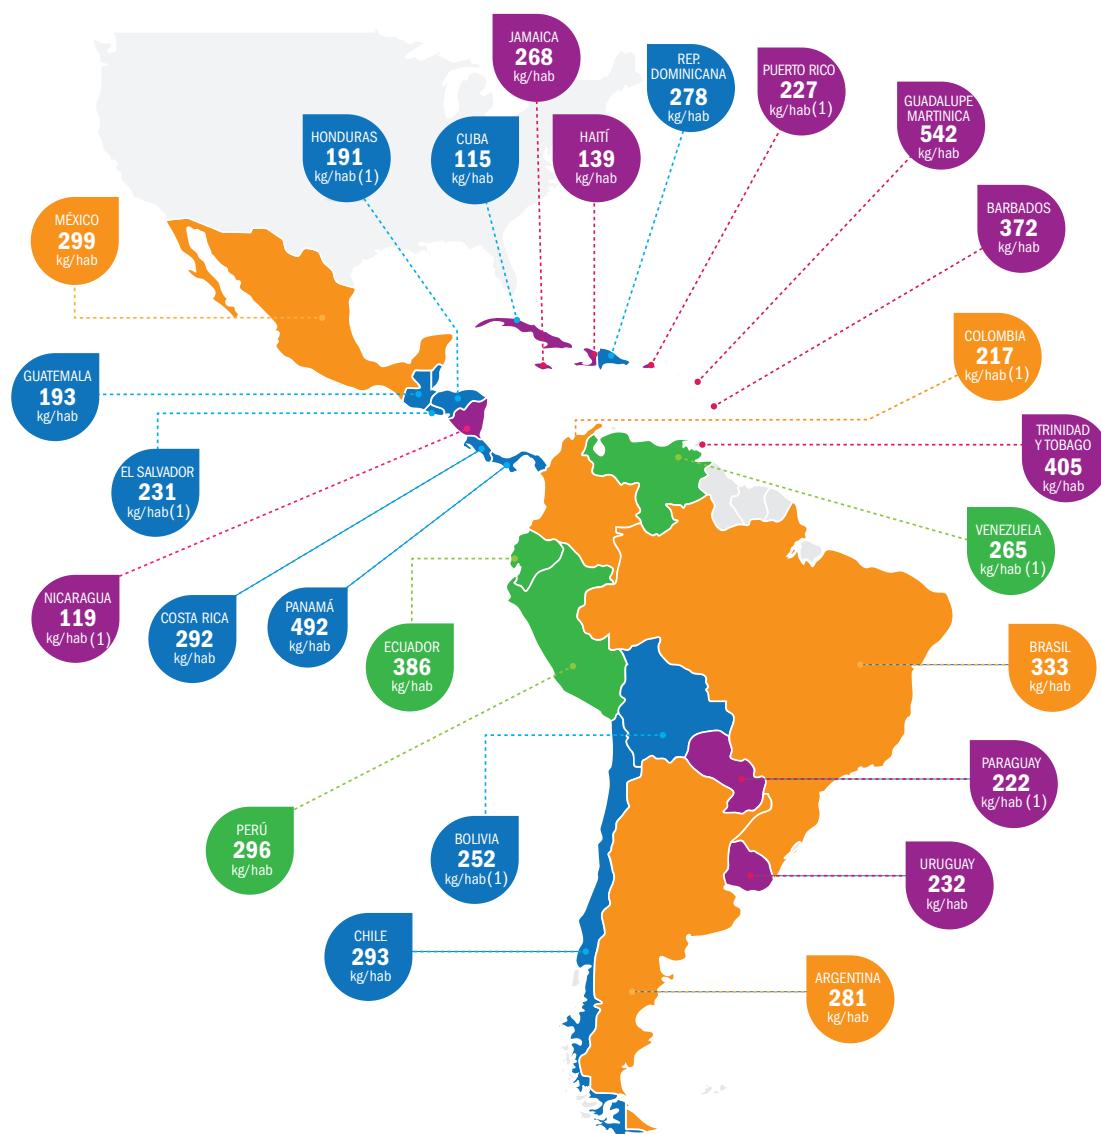 JAMAICA
268
kg/hab
REP.
DOMINICANA
278
kg/hab
PUERTO RICO
227
kg/hab(1)
GUADALUPE
MARTINICA
542
kg/hab
HONDURAS
191
kg/hab(1)
CUBA
115
kg/hab
HAITÍ
139
kg/hab
BARBADOS
372
kg/hab
MÉXICO
299
kg/hab
COLOMBIA
217
kg/hab(1)
GUATEMALA
193
kg/hab
TRINIDAD
Y TOBAGO
405
kg/hab
EL SALVADOR
231
kg/hab(1)
VENEZUELA
265
kg/hab(1)
NICARAGUA
119
kg/hab(1)
COSTA RICA
292
kg/hab
PANAMÁ
492
kg/hab
ECUADOR
386
kg/hab
BRASIL
333
kg/hab
PARAGUAY
222
kg/hab(1)
PERÚ
296
kg/hab
BOLIVIA
252
kg/hab(1)
URUGUAY
232
kg/hab
CHILE
293
kg/hab
ARGENTINA
281
kg/hab